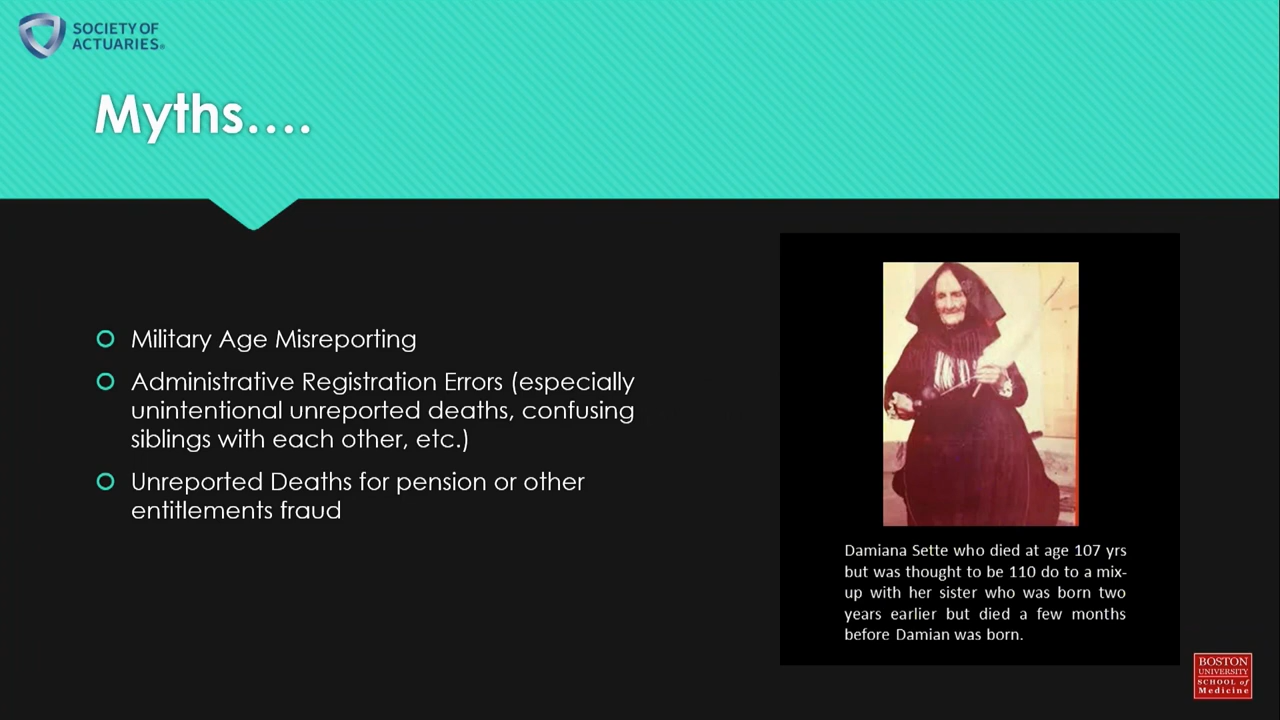 SOCIETY OF
ACTUARIES®
Myths....
Military Age Misreporting
Administrative Registration Errors (especially
unintentional unreported deaths, confusing
siblings with each other, etc.)
Unreported Deaths for pension or other
entitlements fraud
Damiana Sette who died at age 107 yrs
but was thought to be 110 do to a mix-
up with her sister who was born two
years earlier but died a few months
before Damian was born.
BOSTON
UNIVERSITY
SCHOOL of
Medicine